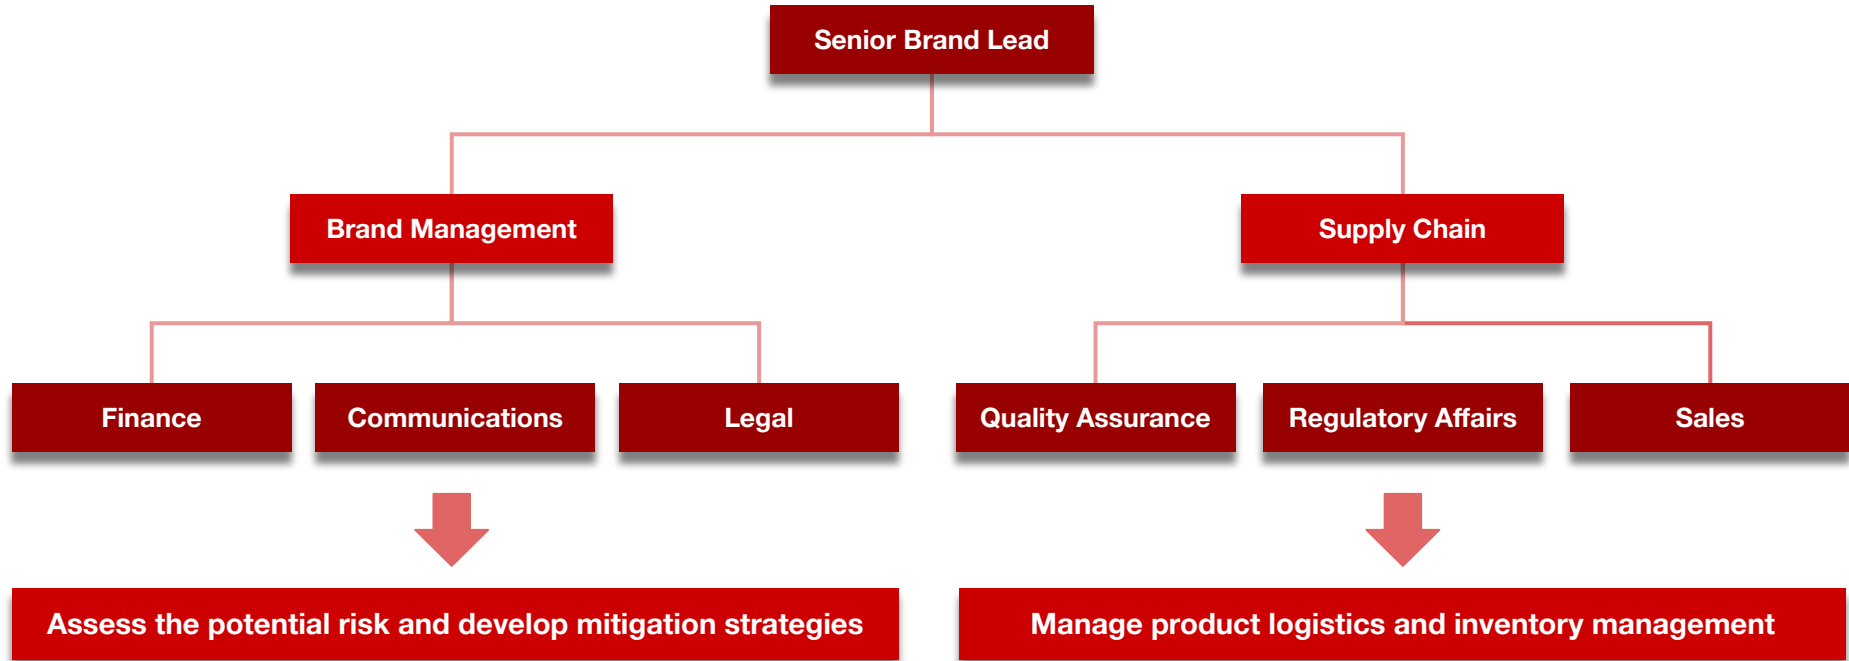 Senior Brand Lead
Brand Management
Supply Chain
Finance
Communications
Legal
Quality Assurance
Regulatory Affairs
Sales
Assess the potential risk and develop mitigation strategies
Manage product logistics and inventory management